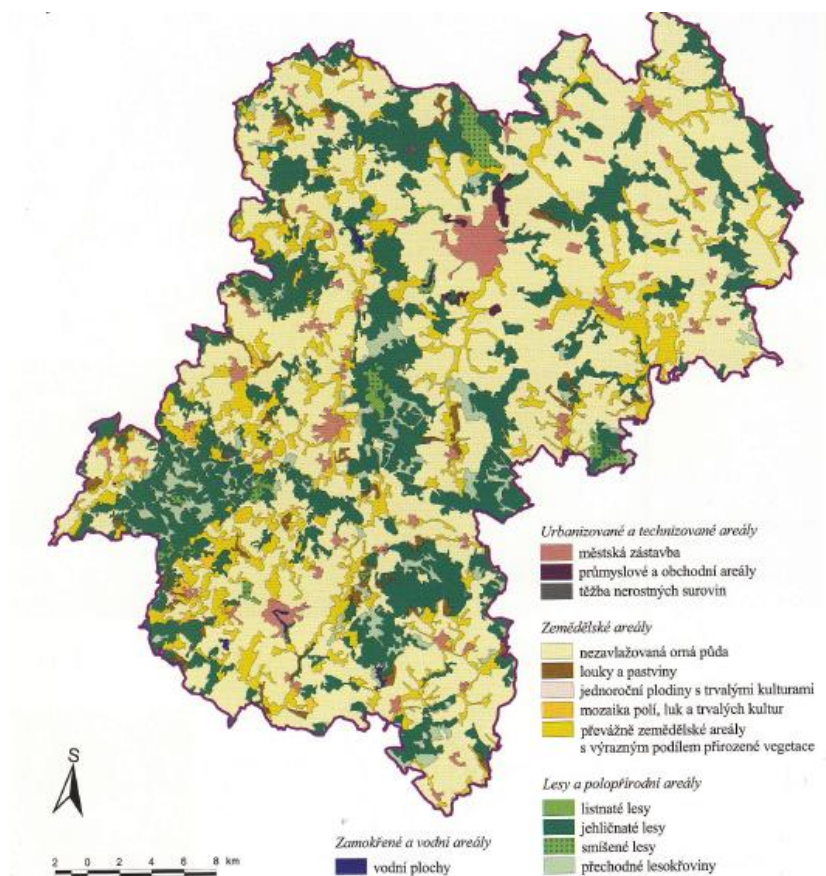 Urbanizované a technizované areály
městská zástavba
průmyslové a obchodní areály
těžba nerostných surovin
Zemědělské areály
nezavlažovaná orná půda
louky a pastviny
jednoroční plodiny s trvalými kulturami
mozaika polí, luk a trvalých kultur
převážně zemědělské areály
s výrazným podílem přirozené vegetace
S
Lesy a polopřírodní areály
listnaté lesy
jehličnaté lesy
smíšené lesy
přechodné lesokřoviny
Zamokřené a vodní areály
vodní plochy
2 0 2 4 6 8 km